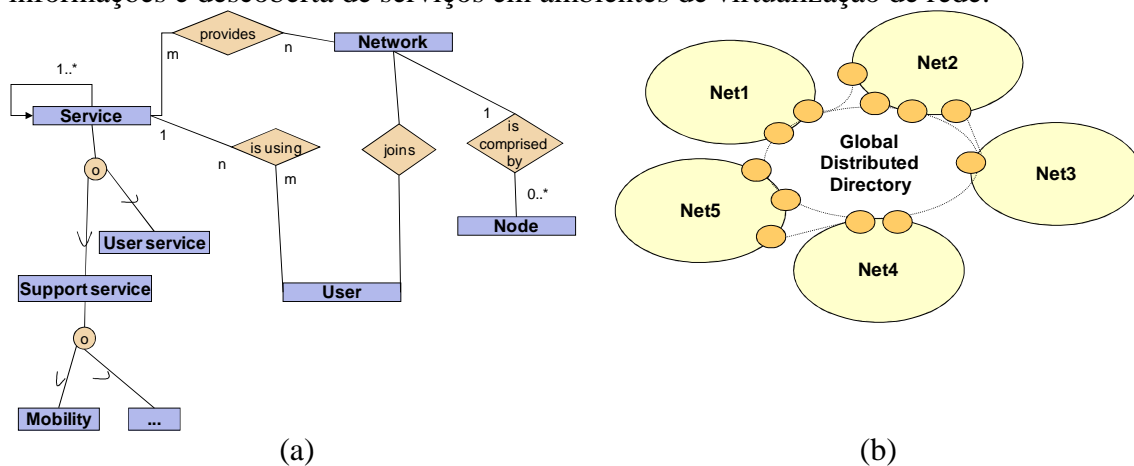 informações e descoberta de serviços em ambientes de virtualização de rede.
provides
m
n
Network
1..*
Service
1
n
is using
m
joins
1
is
comprised
by
0..*
Node
o
User service
Support service
User
o
Mobility
...
(a)
Net1
Net2
Global
Distributed
Directory
Net3
Net5
Net4
(b)